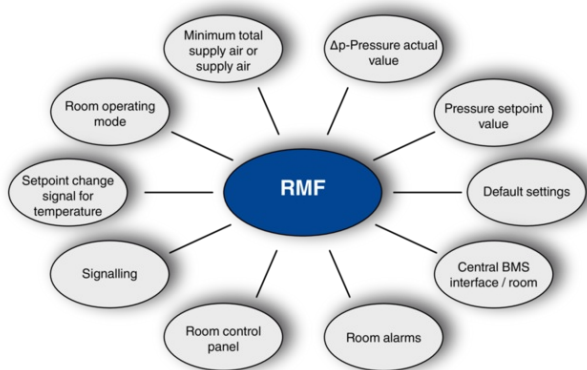 Minimum total
supply air or
supply air
Δp-Pressure actual
value
Room operating
mode
Pressure setpoint
value
RMF
Setpoint change
signal for
temperature
Default settings
Signalling
Central BMS
interface / room
Room control
panel
Room alarms